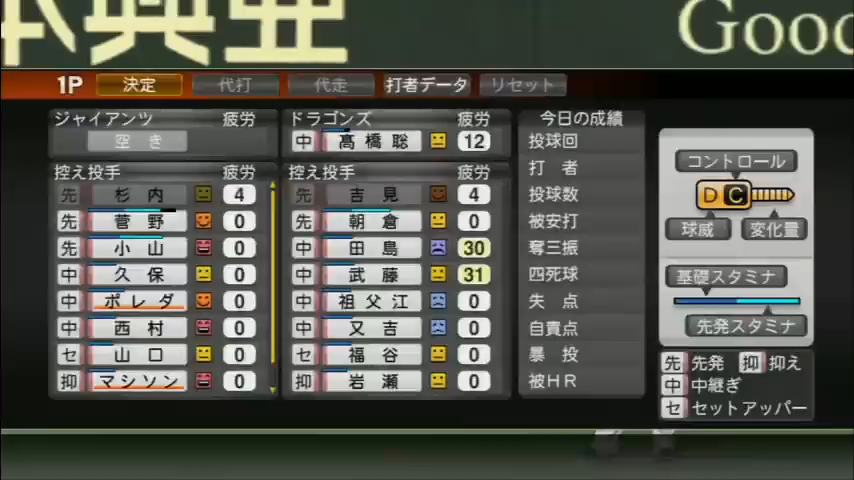 本興亜
Good
1P 決定 代打 代走 打者データ リセット
ジャイアンツ 疲労
空き
控え投手 疲労
先 杉内 4
先 菅野 0
先 小山 0
中 久保 0
中 ポレダ 0
中 西村 0
セ 山口 0
抑 マシソン 0
ドラゴンズ 疲労
中 高橋聡 12
控え投手 疲労
先 吉見 4
先 朝倉 0
中 田島 30
中 武藤 31
中 祖父江 0
中 又吉 0
中 福谷 0
抑 岩瀬 0
今日の成績
投球回
打者
投球数
被安打
奪三振
四死球
失点
自責点
暴投
被HR
コントロール
D C
球威 変化量
基礎スタミナ
先発スタミナ
先 先発 抑 抑え
中 中継ぎ
セ セットアッパー